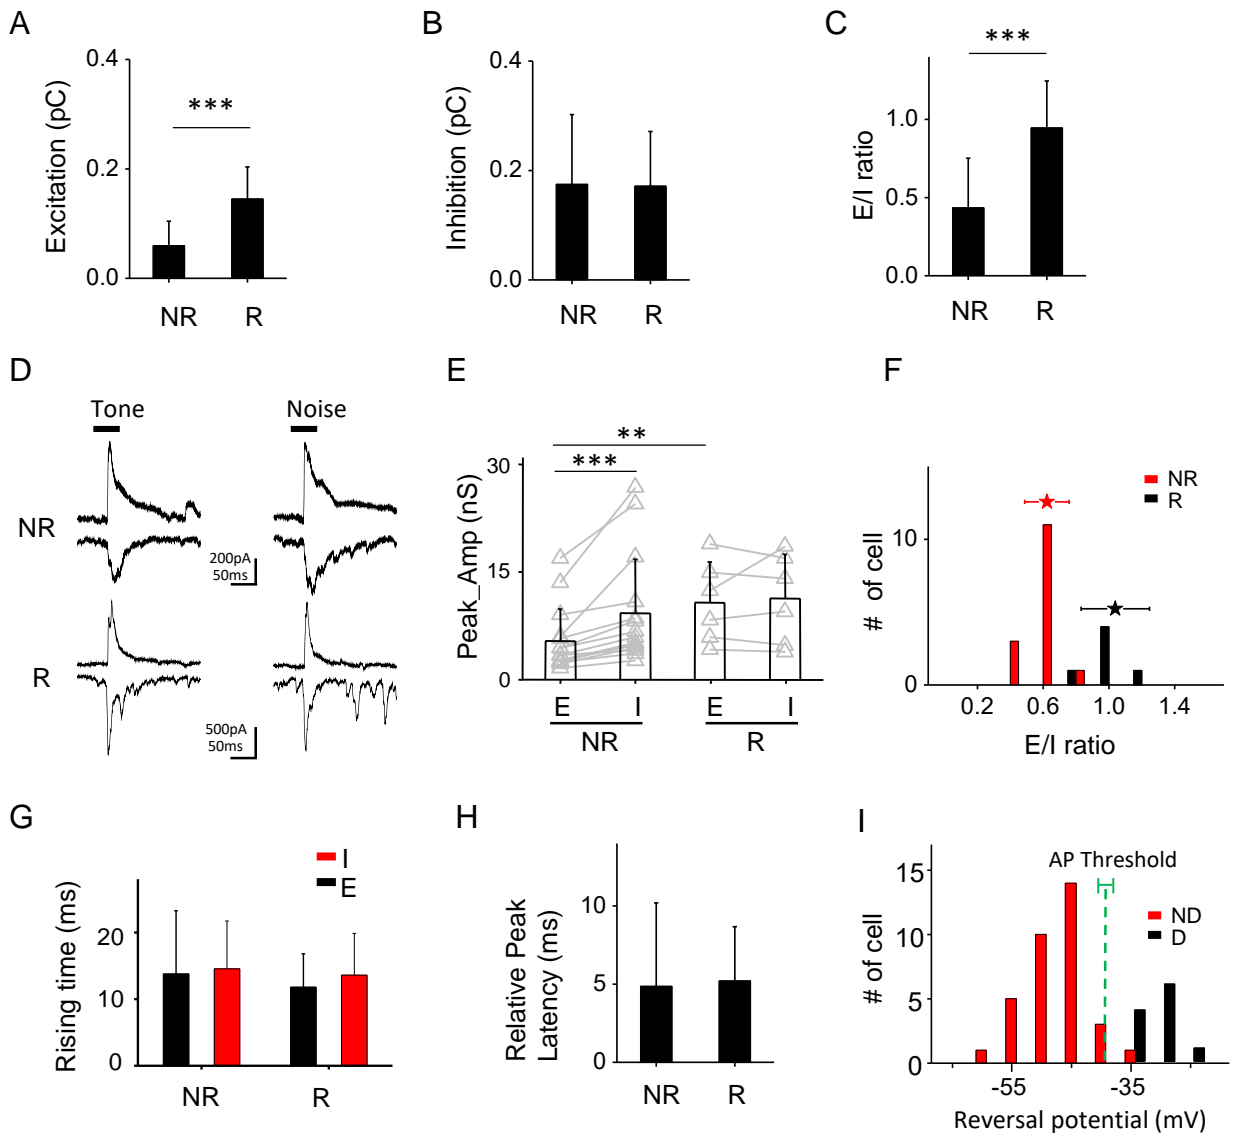 A
Excitation (pC)
0.4
0.2
0.0
***
NR R
B
Inhibition (pC)
0.4
0.2
0.0
NR R
C
E/I ratio
1.0
0.5
0.0
***
NR R
D
Tone Noise
NR
200pA
50ms
R
500pA
50ms
E
Peak_Amp (nS)
30
15
0
**
***
E I E I
NR R
F
# of cell
10
0
NR
R
0.2 0.6 1.0 1.4
E/I ratio
G
Rising time (ms)
20
10
0
I
E
NR R
H
Relative Peak
Latency (ms)
10
5
0
NR R
I
# of cell
15
10
5
0
AP Threshold
ND
D
-55 -35
Reversal potential (mV)